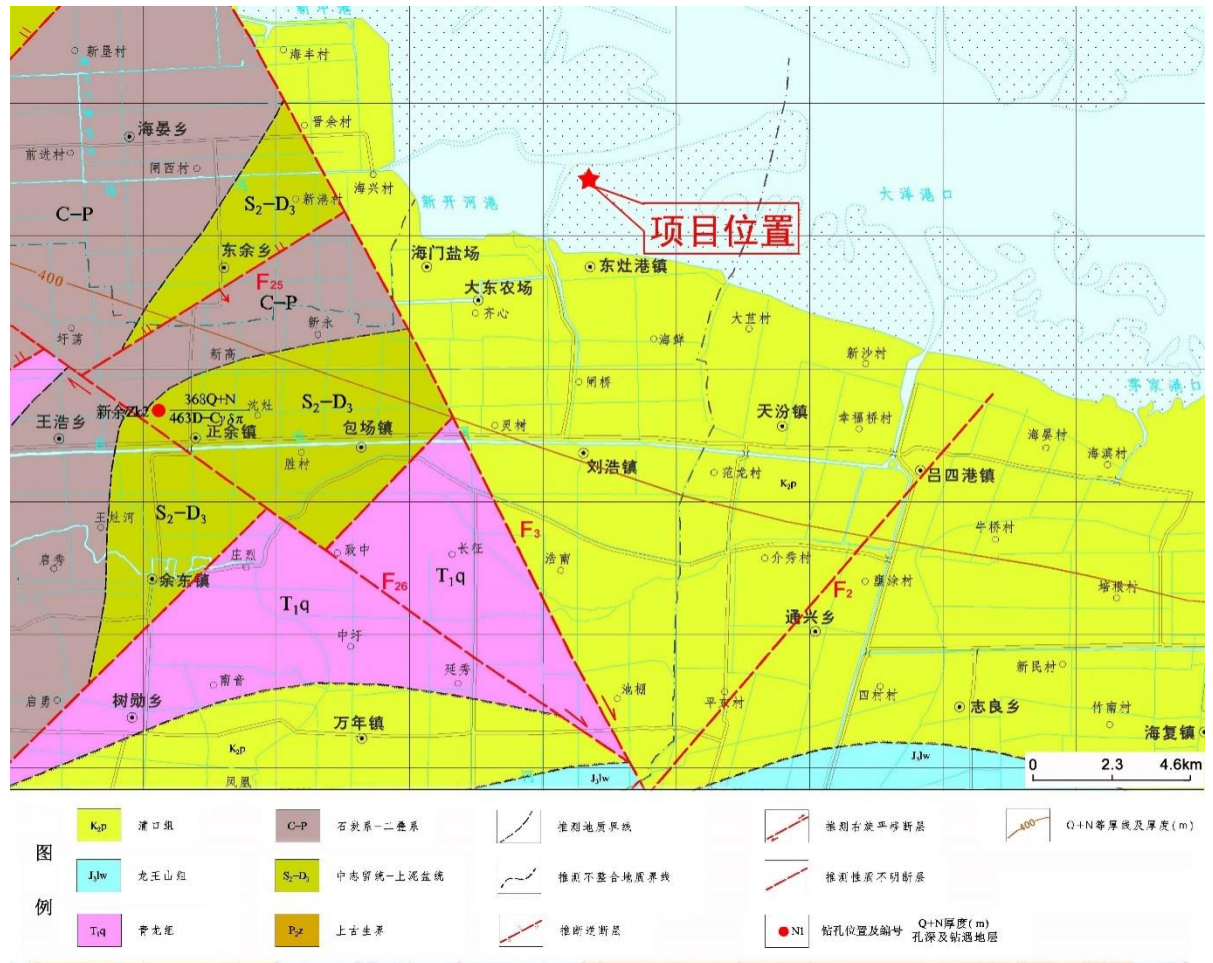 新中港
新垦村
海丰村
海晏乡
晋余村
前进村
闸西村
海兴村
新开河港
大洋港口
C-P
S₂-D₃
新港村
项目位置
东余乡
海门盐场
东灶港镇
400
F₂₅
大东农场
C-P
齐心
圩荡
新永
大苴村
新高
海鲜
新沙村
茅家港口
闸桥
368Q+N
新余Zk2
463D-C
沈灶
S₂-D₃
王浩乡
正余镇
包场镇
灵树
天汾镇
幸福桥村
海晏村
胜村
刘浩镇
范龙村
吕四港镇
海滨村
K₂p
S₂-D₃
王灶河
牛桥村
F₃
启秀
庄烈
致中
长征
浩南
介秀村
余东镇
F₂₆
T₁q
F₂
培根村
T₁q
通兴乡
中圩
延秀
新民村
南音
启勇
树勋乡
池棚
平东村
四村村
志良乡
竹南村
万年镇
海复镇
K₂p
凤凰
J₃lw
J₃lw
0 2.3 4.6km
图例
K₂p 浦口组
C-P 石炭系-二叠系
推测地质界线
推测右旋平移断层
400 Q+N等厚线及厚度(m)
J₃lw 龙王山组
S₂-D₃ 中志留统-上泥盆统
推测不整合地质界线
推测性质不明断层
T₁q 青龙组
P₂z 上古生界
推断逆断层
N1 钻孔位置及编号 Q+N厚度(m)
孔深及钻遇地层